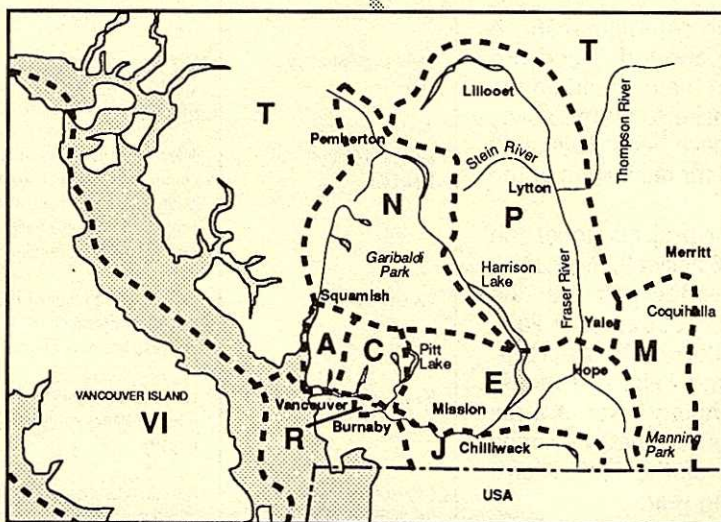 T
T
Lillooet
Thompson River
Pemberton
Stein River
Lytton
N
P
Garibaldi
Park
Harrison
Lake
Fraser River
Merritt
Coquihalla
Squamish
Yale
A
C
Pitt
Lake
M
Hope
E
VANCOUVER ISLAND
VI
Vancouver
Mission
R
Burnaby
J
Chilliwack
Manning
Park
USA